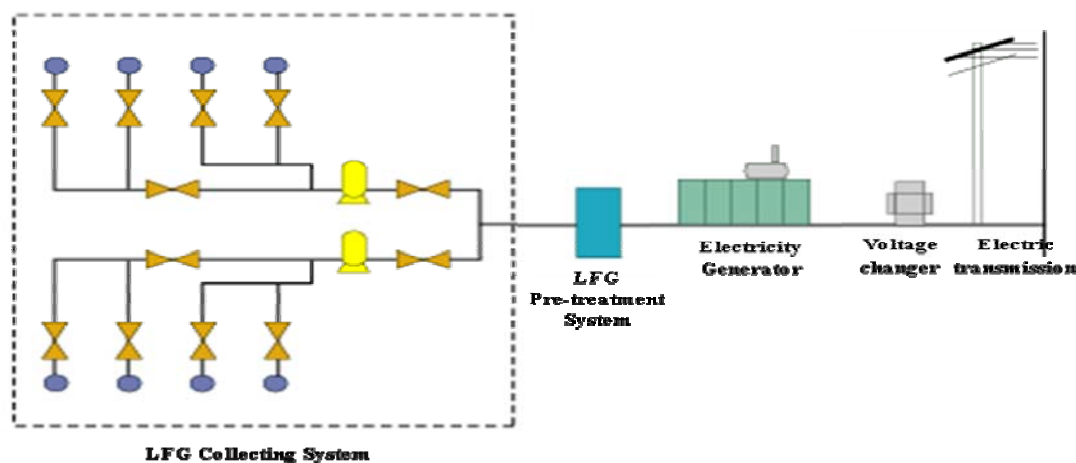 Electricity
Generator
Voltage
changer
Electric
transmission
LFG
Pre-treatment
System
LFG Collecting System